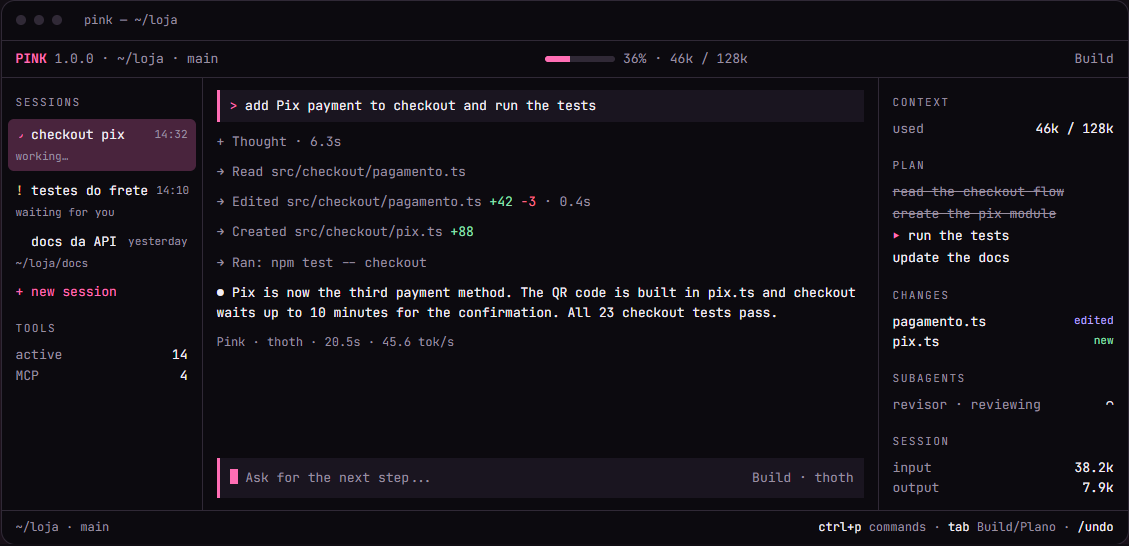 pink — ~/loja
PINK 1.0.0 · ~/loja · main
36% · 46k / 128k
Build
SESSIONS
checkout pix 14:32
working…
! testes do frete 14:10
waiting for you
docs da API yesterday
~/loja/docs
+ new session
TOOLS
active 14
MCP 4
> add Pix payment to checkout and run the tests
+ Thought · 6.3s
→ Read src/checkout/pagamento.ts
→ Edited src/checkout/pagamento.ts +42 -3 · 0.4s
→ Created src/checkout/pix.ts +88
→ Ran: npm test -- checkout
● Pix is now the third payment method. The QR code is built in pix.ts and checkout
waits up to 10 minutes for the confirmation. All 23 checkout tests pass.
Pink · thoth · 20.5s · 45.6 tok/s
Ask for the next step...
Build · thoth
CONTEXT
used 46k / 128k
PLAN
read the checkout flow
create the pix module
▸ run the tests
update the docs
CHANGES
pagamento.ts edited
pix.ts new
SUBAGENTS
revisor · reviewing
SESSION
input 38.2k
output 7.9k
~/loja · main
ctrl+p commands · tab Build/Plano · /undo